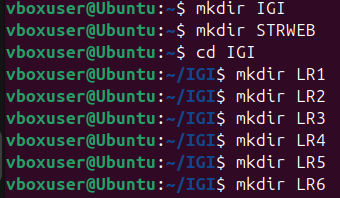 vboxuser@Ubuntu:~$ mkdir IGI
vboxuser@Ubuntu:~$ mkdir STRWEB
vboxuser@Ubuntu:~$ cd IGI
vboxuser@Ubuntu:~/IGI$ mkdir LR1
vboxuser@Ubuntu:~/IGI$ mkdir LR2
vboxuser@Ubuntu:~/IGI$ mkdir LR3
vboxuser@Ubuntu:~/IGI$ mkdir LR4
vboxuser@Ubuntu:~/IGI$ mkdir LR5
vboxuser@Ubuntu:~/IGI$ mkdir LR6